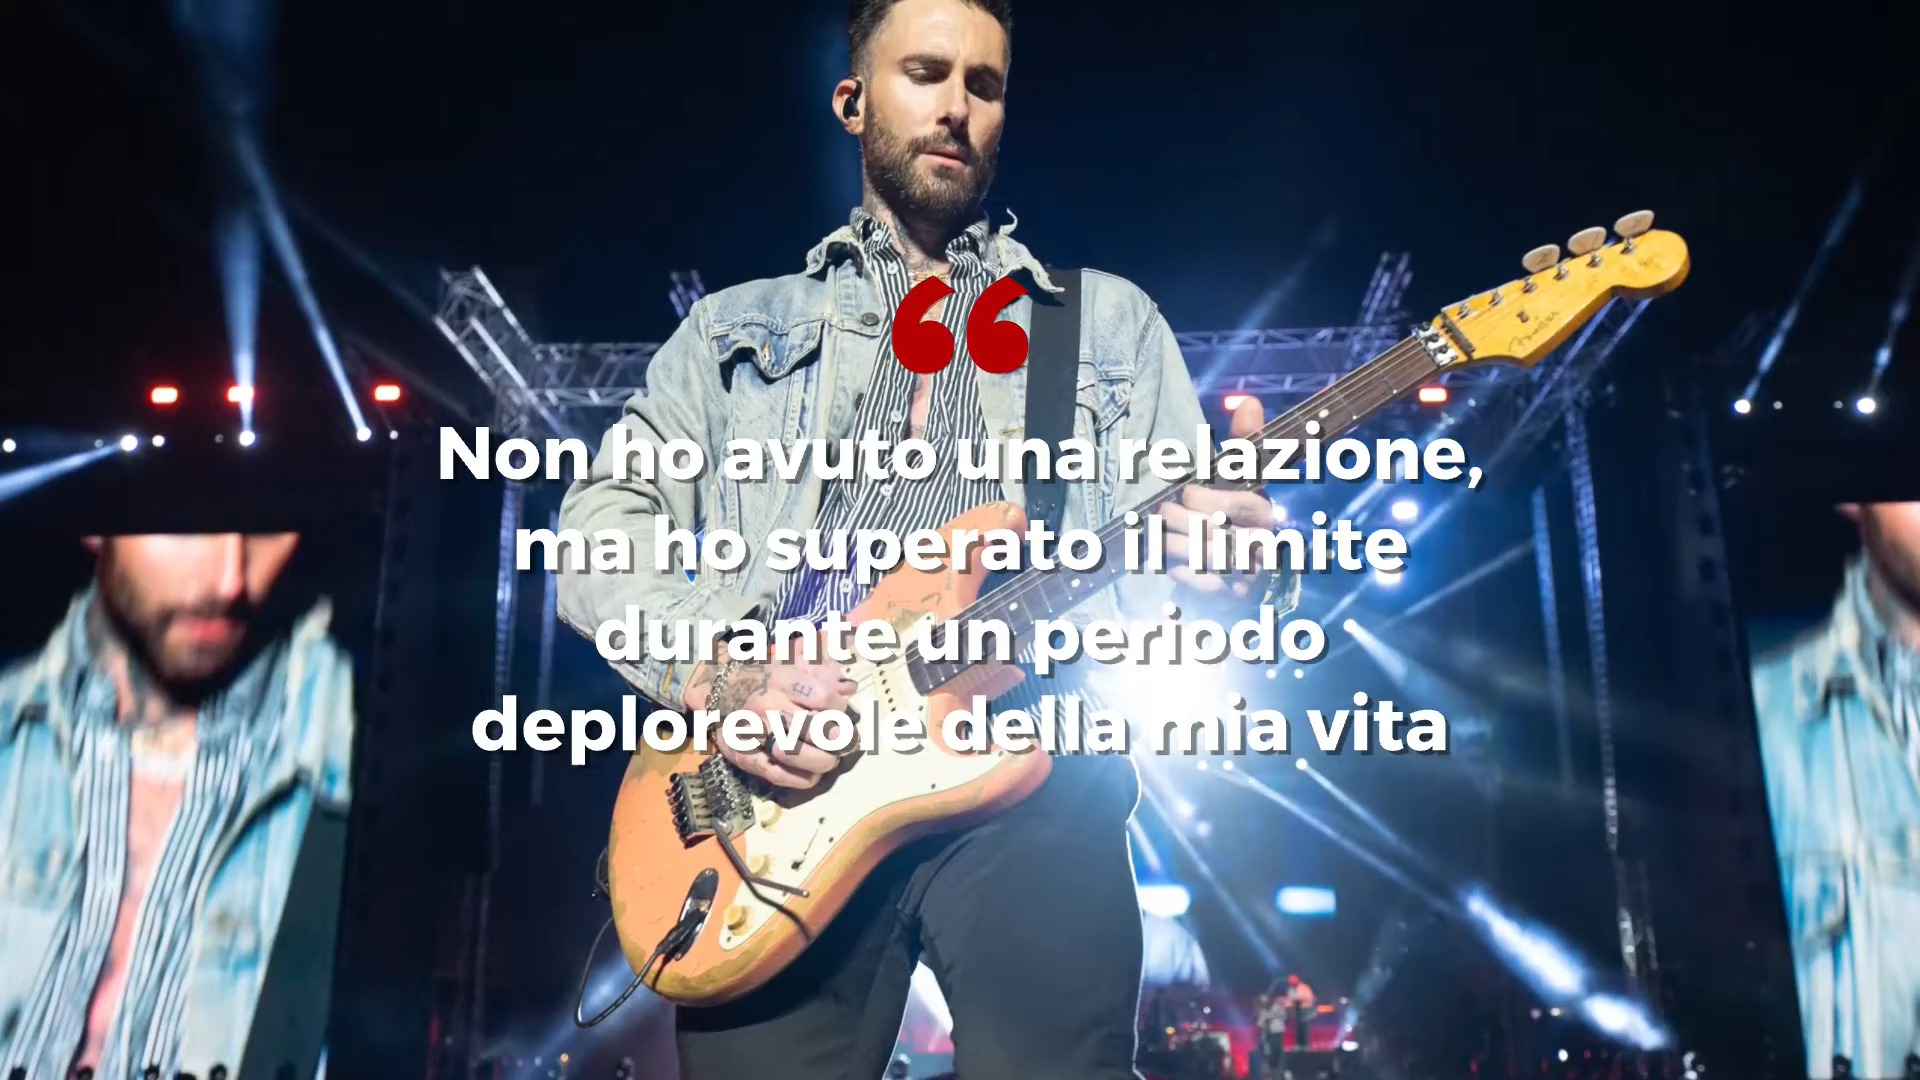 “
Non ho avuto una relazione,
ma ho superato il limite
durante un periodo
deplorevole della mia vita